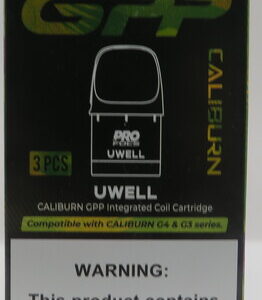 GPP
CALIBURN
PRO
FOCS
UWELL
3 PCS
UWELL
CALIBURN GPP Integrated Coil Cartridge
Compatible with CALIBURN G4 & G3 series.
WARNING:
This product contains